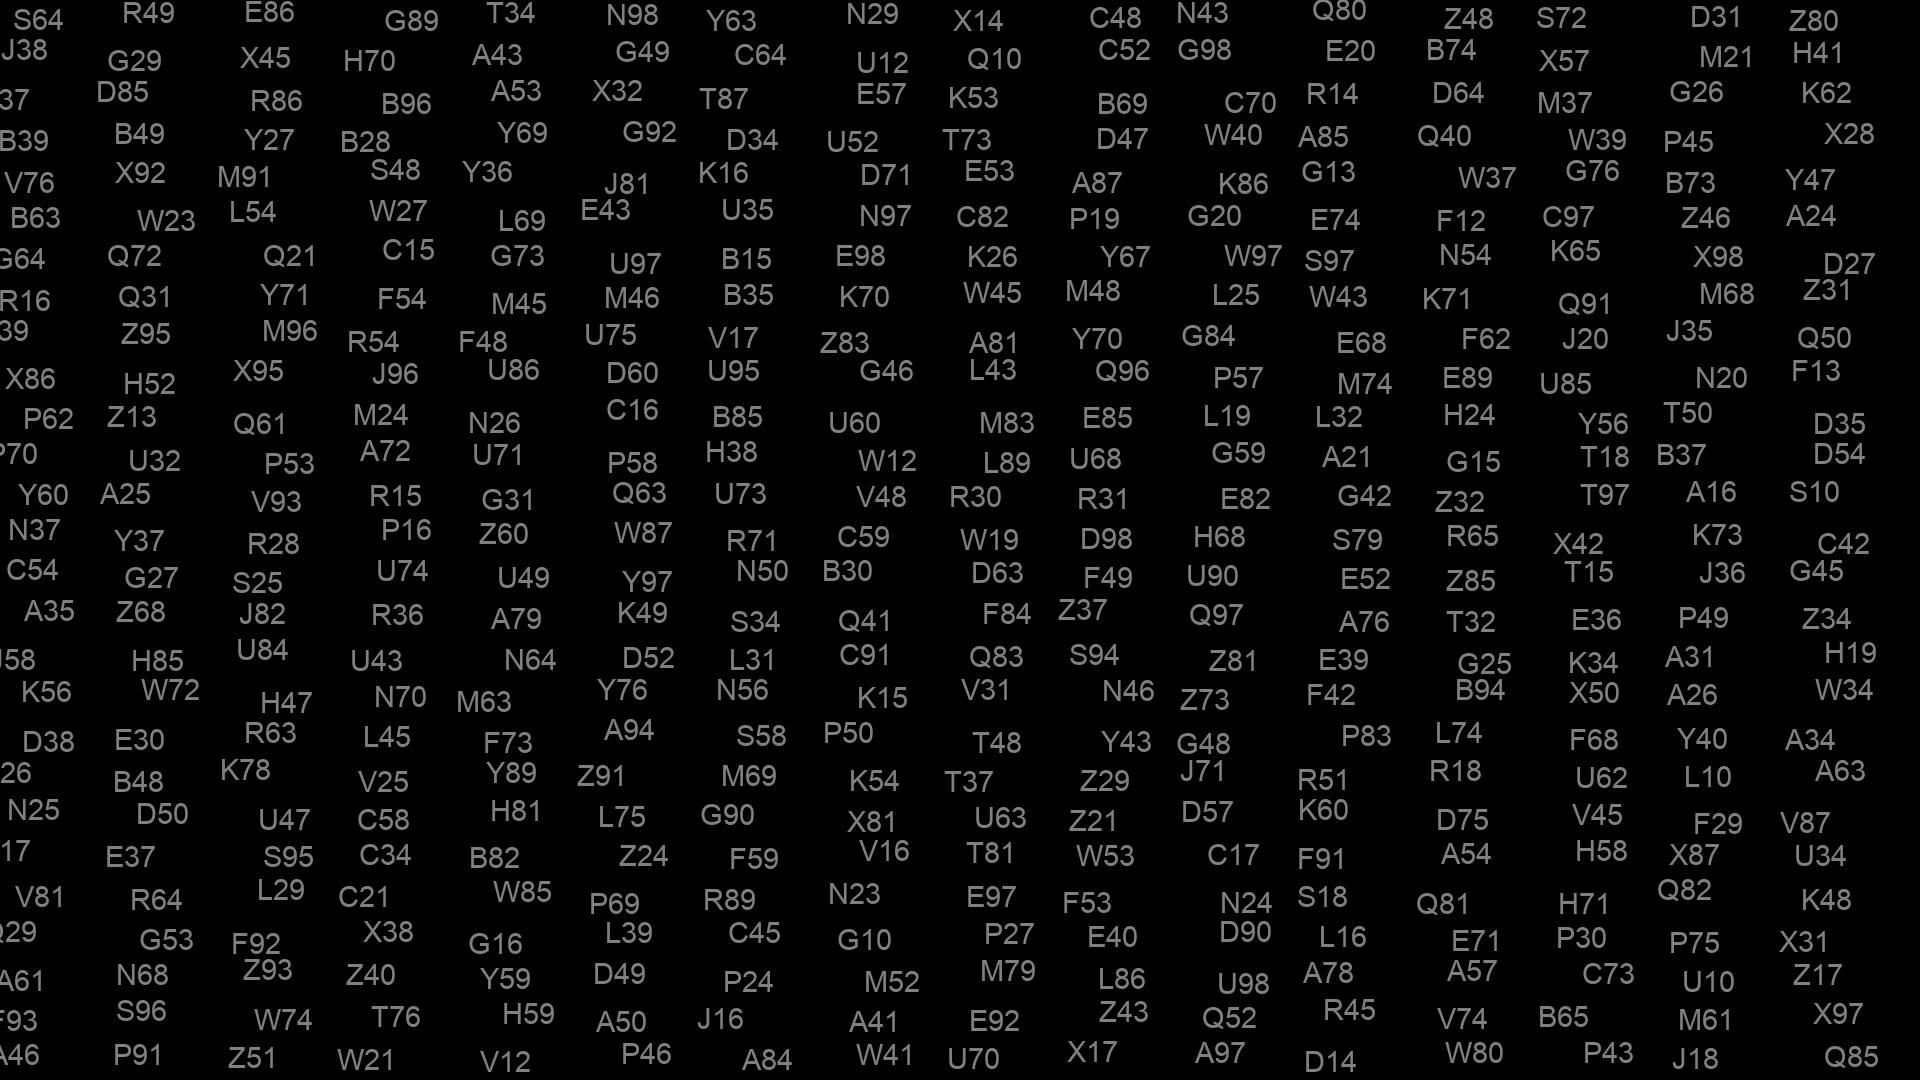 S64 R49 E86 G89 T34 N98 Y63 N29 X14 C48 N43 Q80 Z48 S72 D31 Z80
J38 G29 X45 H70 A43 G49 C64 U12 Q10 C52 G98 E20 B74 X57 M21 H41
37 D85 R86 B96 A53 X32 T87 E57 K53 B69 C70 R14 D64 M37 G26 K62
B39 B49 Y27 B28 Y69 G92 D34 U52 T73 D47 W40 A85 Q40 W39 P45 X28
V76 X92 M91 S48 Y36 J81 K16 D71 E53 A87 K86 G13 W37 G76 B73 Y47
B63 W23 L54 W27 L69 E43 U35 N97 C82 P19 G20 E74 F12 C97 Z46 A24
G64 Q72 Q21 C15 G73 U97 B15 E98 K26 Y67 W97 S97 N54 K65 X98 D27
R16 Q31 Y71 F54 M45 M46 B35 K70 W45 M48 L25 W43 K71 Q91 M68 Z31
39 Z95 M96 R54 F48 U75 V17 Z83 A81 Y70 G84 E68 F62 J20 J35 Q50
X86 H52 X95 J96 U86 D60 U95 G46 L43 Q96 P57 M74 E89 U85 N20 F13
P62 Z13 Q61 M24 N26 C16 B85 U60 M83 E85 L19 L32 H24 Y56 T50 D35
P70 U32 P53 A72 U71 P58 H38 W12 L89 U68 G59 A21 G15 T18 B37 D54
Y60 A25 V93 R15 G31 Q63 U73 V48 R30 R31 E82 G42 Z32 T97 A16 S10
N37 Y37 R28 P16 Z60 W87 R71 C59 W19 D98 H68 S79 R65 X42 K73 C42
C54 G27 S25 U74 U49 Y97 N50 B30 D63 F49 U90 E52 Z85 T15 J36 G45
A35 Z68 J82 R36 A79 K49 S34 Q41 F84 Z37 Q97 A76 T32 E36 P49 Z34
58 H85 U84 U43 N64 D52 L31 C91 Q83 S94 Z81 E39 G25 K34 A31 H19
K56 W72 H47 N70 M63 Y76 N56 K15 V31 N46 Z73 F42 B94 X50 A26 W34
D38 E30 R63 L45 F73 A94 S58 P50 T48 Y43 G48 P83 L74 F68 Y40 A34
26 B48 K78 V25 Y89 Z91 M69 K54 T37 Z29 J71 R51 R18 U62 L10 A63
N25 D50 U47 C58 H81 L75 G90 X81 U63 Z21 D57 K60 D75 V45 F29 V87
17 E37 S95 C34 B82 Z24 F59 V16 T81 W53 C17 F91 A54 H58 X87 U34
V81 R64 L29 C21 W85 P69 R89 N23 E97 F53 N24 S18 Q81 H71 Q82 K48
Q29 G53 F92 X38 G16 L39 C45 G10 P27 E40 D90 L16 E71 P30 P75 X31
A61 N68 Z93 Z40 Y59 D49 P24 M52 M79 L86 U98 A78 A57 C73 U10 Z17
F93 S96 W74 T76 H59 A50 J16 A41 E92 Z43 Q52 R45 V74 B65 M61 X97
A46 P91 Z51 W21 V12 P46 A84 W41 U70 X17 A97 D14 W80 P43 J18 Q85